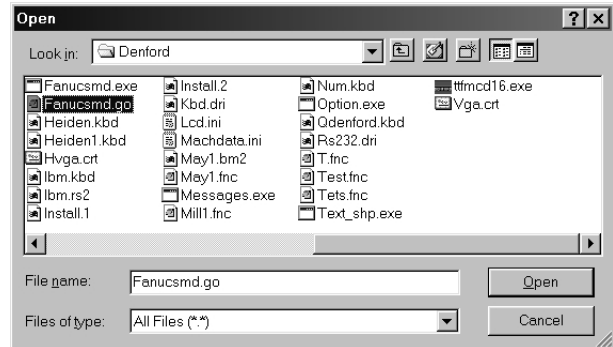 Open
Look in: Denford
Fanucsmd.exe
Fanucsmd.go
Heiden.kbd
Heiden1.kbd
Hvga.crt
Ibm.kbd
Ibm.rs2
Install.1
Install.2
Kbd.dri
Lcd.ini
Machdata.ini
May1.bm2
May1.fnc
Messages.exe
Mill1.fnc
Num.kbd
Option.exe
Qdenford.kbd
Rs232.dri
T.fnc
Test.fnc
Tets.fnc
Text_shp.exe
ttfmcd16.exe
Vga.crt
File name: Fanucsmd.go Open
Files of type: All Files (*.*) Cancel